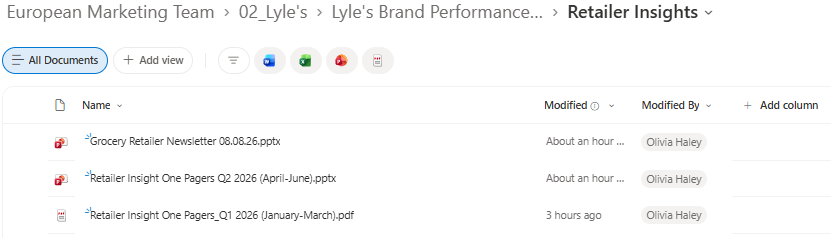 European Marketing Team > 02_Lyle's > Lyle's Brand Performance... > Retailer Insights
All Documents + Add view
Name Modified Modified By + Add column
Grocery Retailer Newsletter 08.08.26.pptx About an hour ... Olivia Haley
Retailer Insight One Pagers Q2 2026 (April-June).pptx About an hour ... Olivia Haley
Retailer Insight One Pagers_Q1 2026 (January-March).pdf 3 hours ago Olivia Haley